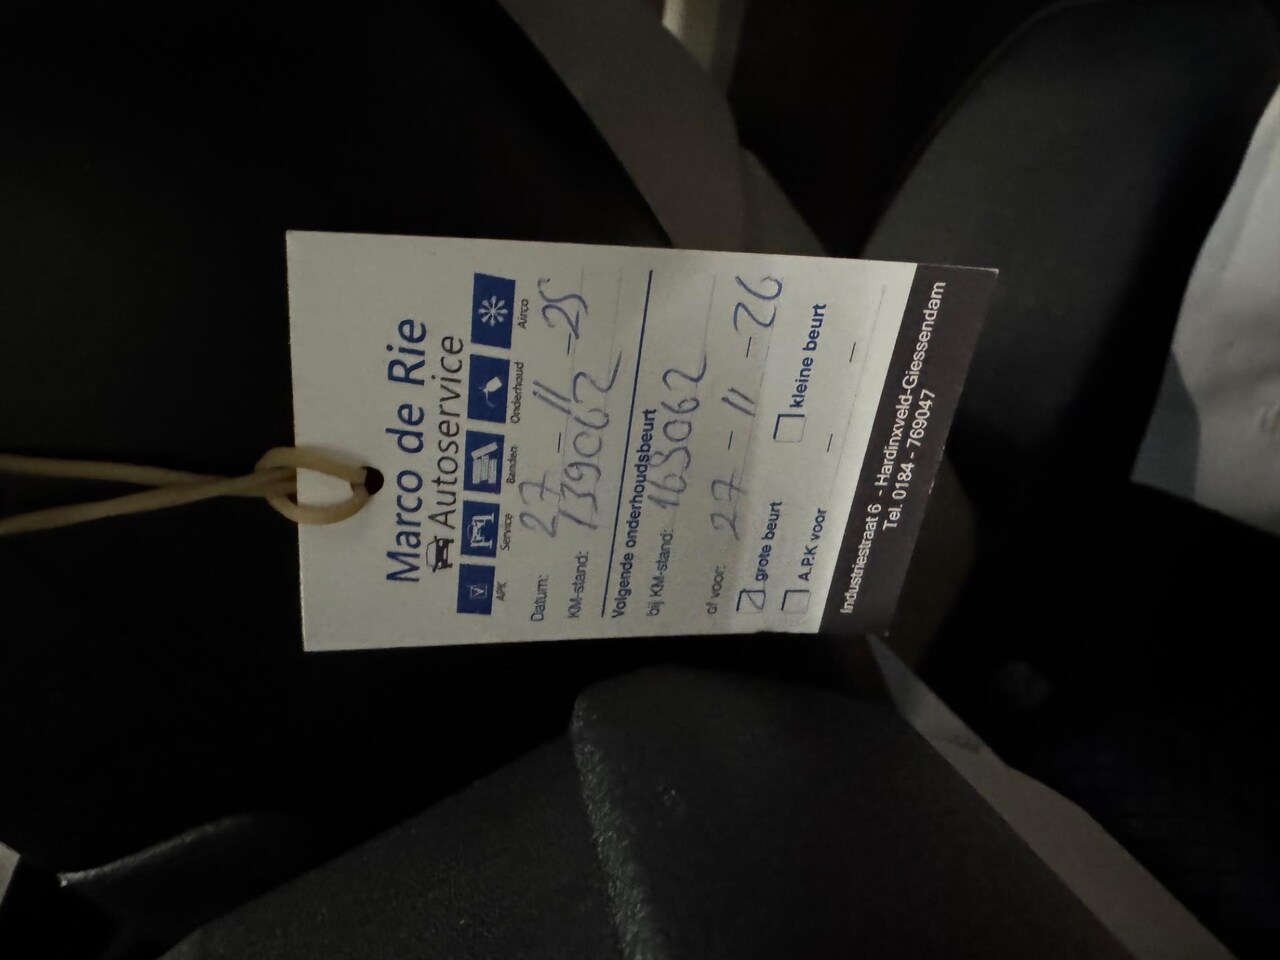 Marco de Rie
Autoservice
APK Service Banden Onderhoud Airco
Datum: 27 - 11 - 25
KM-stand: 139062
Volgende onderhoudsbeurt
bij KM-stand: 163062
of voor: 27 - 11 - 26
grote beurt kleine beurt
A.P.K voor - -
Industriestraat 6 - Hardinxveld-Giessendam
Tel. 0184 - 769047